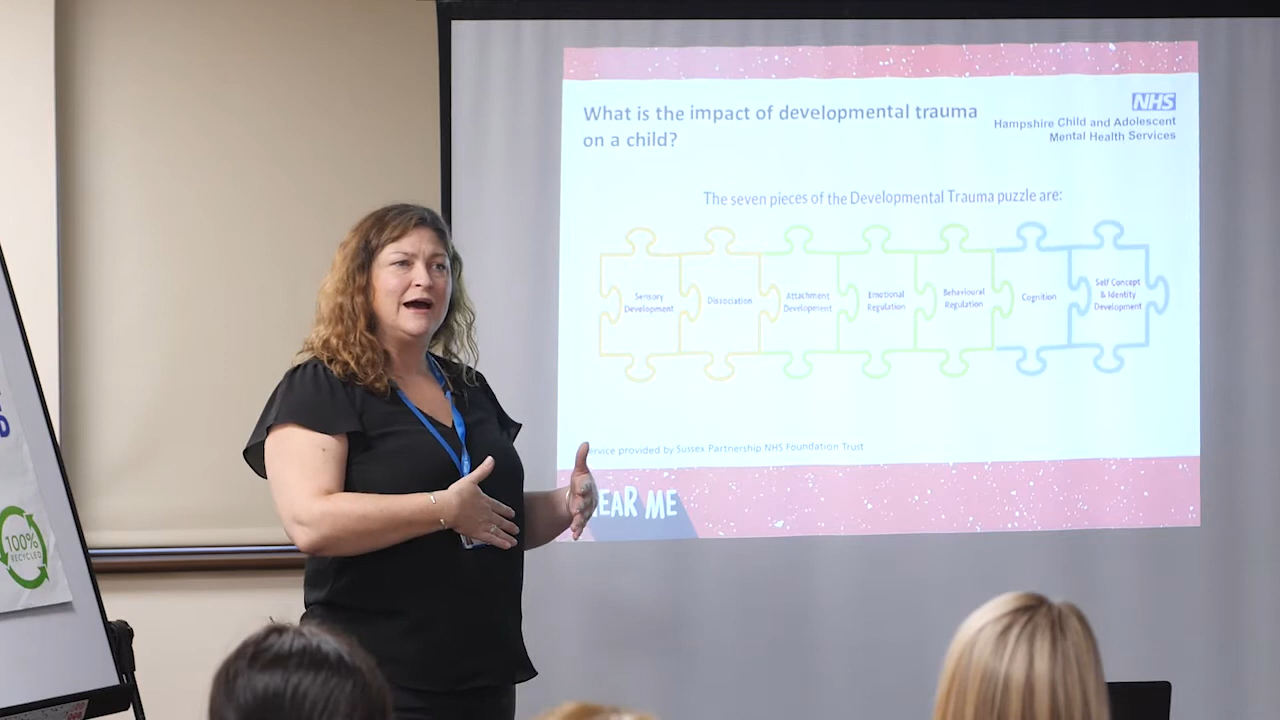 What is the impact of developmental trauma
on a child?
NHS
Hampshire Child and Adolescent
Mental Health Services
The seven pieces of the Developmental Trauma puzzle are:
Sensory
Development
Dissociation
Attachment
Development
Emotional
Regulation
Behavioural
Regulation
Cognition
Self Concept
& Identity
Development
provided by Sussex Partnership NHS Foundation Trust
ME
D
100%
RECYCLED